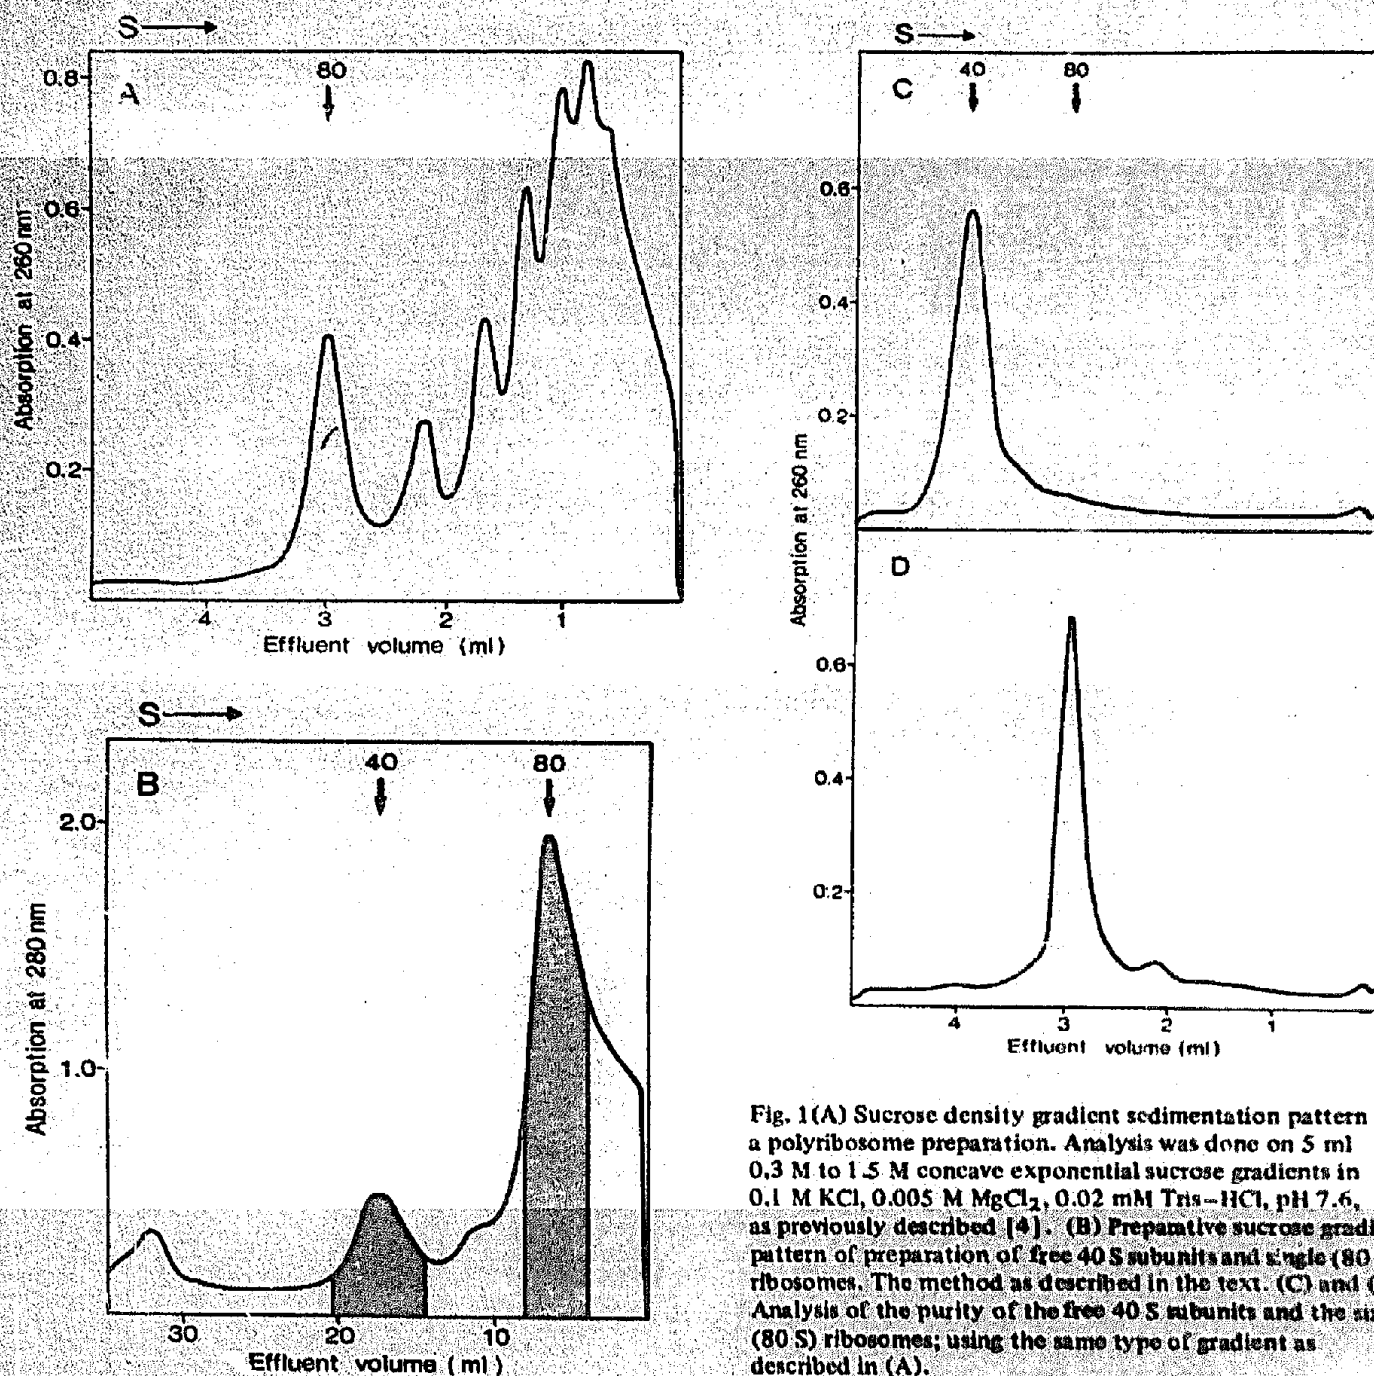 S
80
A
0.8
0.6
0.4
0.2
Absorption at 260 nm
4 3 2 1
Effluent volume (ml)
S
40 80
B
2.0
1.0
Absorption at 280 nm
30 20 10
Effluent volume (ml)
S
40 80
C
0.6
0.4
0.2
Absorption at 260 nm
D
0.6
0.4
0.2
4 3 2 1
Effluent volume (ml)
Fig. 1(A) Sucrose density gradient sedimentation pattern
a polyribosome preparation. Analysis was done on 5 ml
0.3 M to 1.5 M concave exponential sucrose gradients in
0.1 M KCl, 0.005 M MgCl₂, 0.02 mM Tris–HCl, pH 7.6,
as previously described [4]. (B) Preparative sucrose gradi
pattern of preparation of free 40 S subunits and single (80
ribosomes. The method as described in the text. (C) and (
Analysis of the purity of the free 40 S subunits and the si
(80 S) ribosomes; using the same type of gradient as
described in (A).